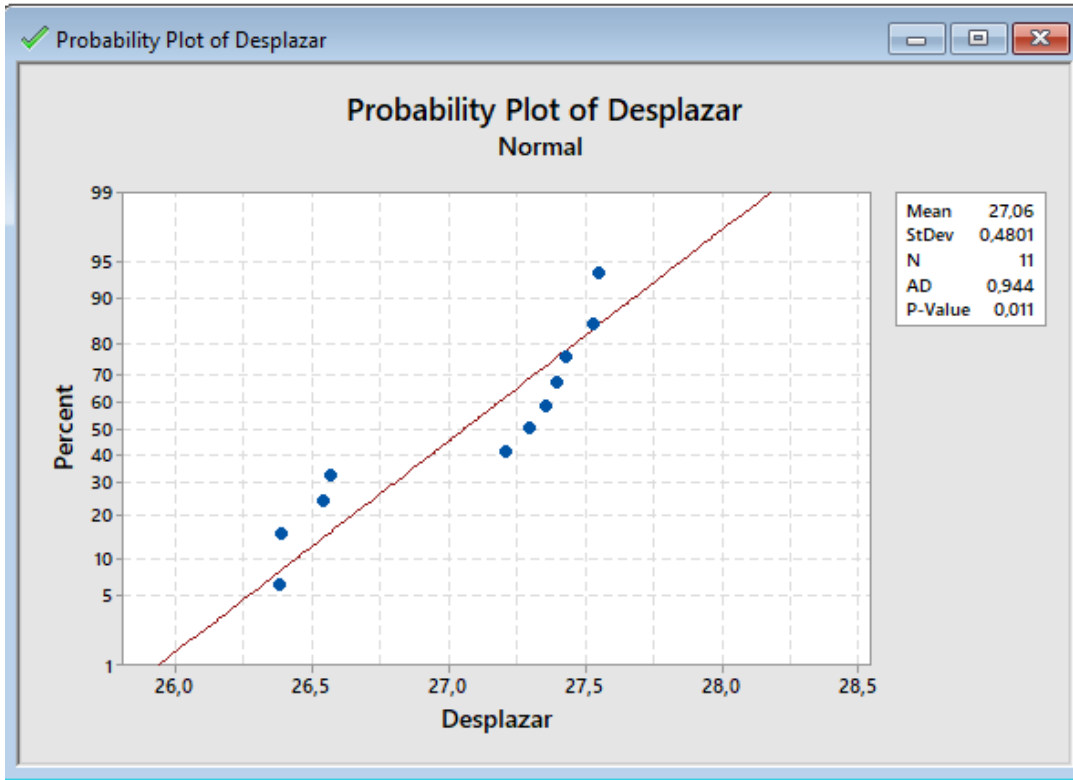 Probability Plot of Desplazar
Probability Plot of Desplazar
Normal
99
95
90
80
70
60
50
40
30
20
10
5
1
Percent
26,0 26,5 27,0 27,5 28,0 28,5
Desplazar
Mean 27,06
StDev 0,4801
N 11
AD 0,944
P-Value 0,011